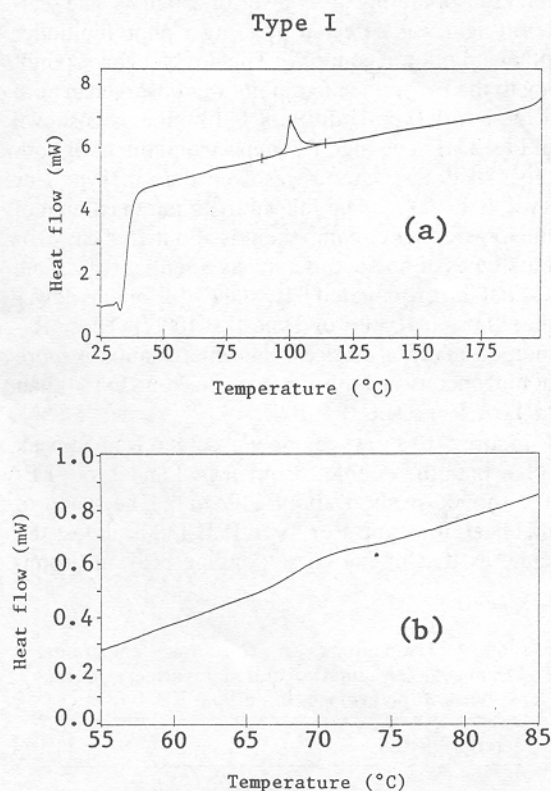 Type I
8
6
4
2
0
Heat flow (mW)
(a)
25 50 75 100 125 150 175
Temperature (°C)
1.0
0.8
0.6
0.4
0.2
0.0
Heat flow (mW)
(b)
55 60 65 70 75 80 85
Temperature (°C)